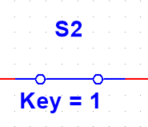 S2
Key = 1